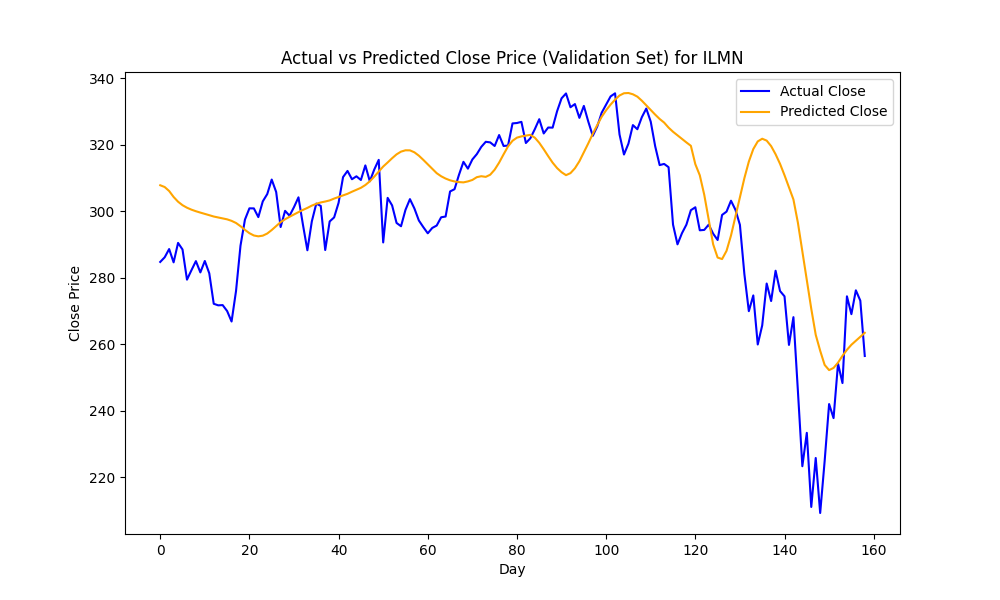 Actual vs Predicted Close Price (Validation Set) for ILMN
Actual Close
Predicted Close
Close Price
340
320
300
280
260
240
220
0 20 40 60 80 100 120 140 160
Day